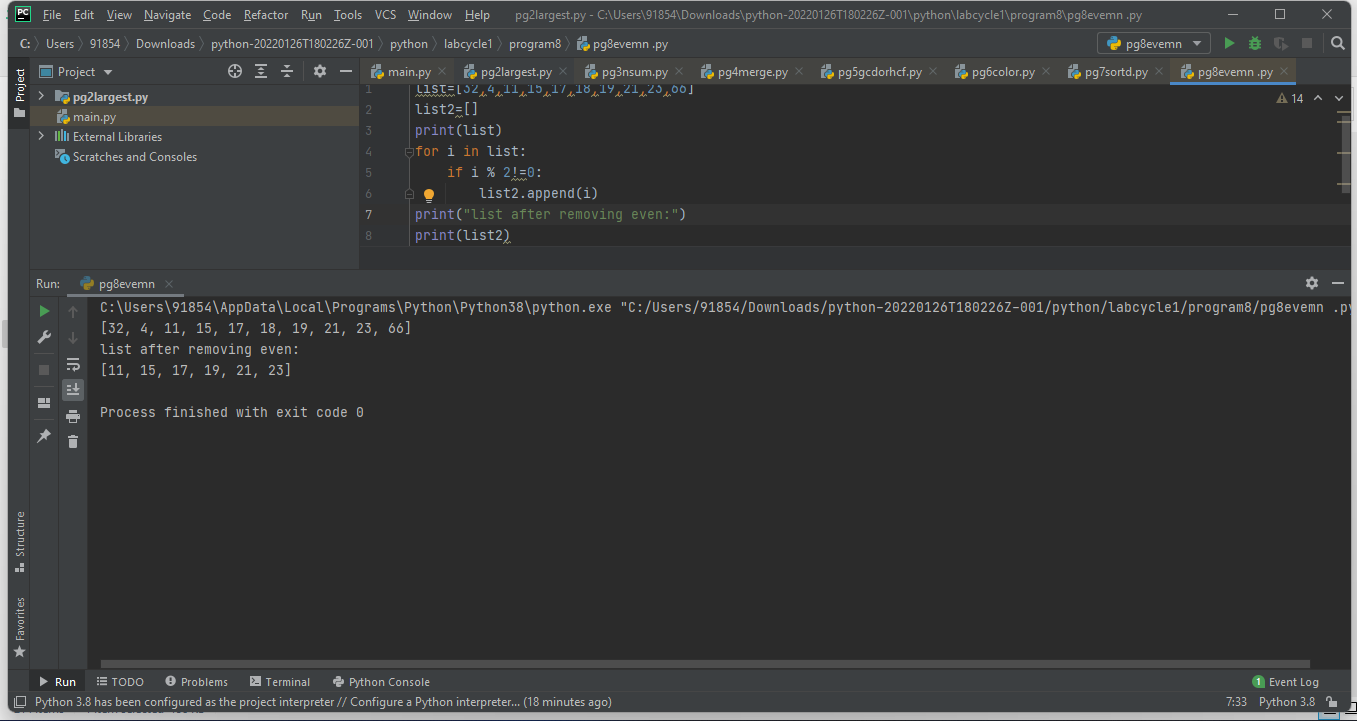 PC File Edit View Navigate Code Refactor Run Tools VCS Window Help pg2largest.py - C:\Users\91854\Downloads\python-20220126T180226Z-001\python\labcycle1\program8\pg8evemn .py
C: Users 91854 Downloads python-20220126T180226Z-001 python labcycle1 program8 pg8evemn .py pg8evemn
Project Project main.py pg2largest.py pg3nsum.py pg4merge.py pg5gcdorhcf.py pg6color.py pg7sortd.py pg8evemn .py
pg2largest.py
main.py
External Libraries
Scratches and Consoles
1 list=[32,4,11,15,17,18,19,21,23,66]
14
2 list2=[]
3 print(list)
4 for i in list:
5 if i % 2!=0:
6 list2.append(i)
7 print("list after removing even:")
8 print(list2)
Run: pg8evemn
C:\Users\91854\AppData\Local\Programs\Python\Python38\python.exe "C:/Users/91854/Downloads/python-20220126T180226Z-001/python/labcycle1/program8/pg8evemn .py
[32, 4, 11, 15, 17, 18, 19, 21, 23, 66]
list after removing even:
[11, 15, 17, 19, 21, 23]
Process finished with exit code 0
Structure
Favorites
Run TODO Problems Terminal Python Console 1 Event Log
Python 3.8 has been configured as the project interpreter // Configure a Python interpreter... (18 minutes ago) 7:33 Python 3.8